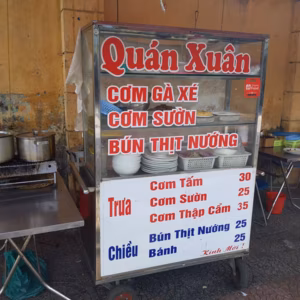 Quán Xuân
CƠM GÀ XÉ
CƠM SƯỜN
BÚN THỊT NƯỚNG
Trưa
Cơm Tấm 30
Cơm Sườn 25
Cơm Thập Cẩm 35
Chiều
Bún Thịt Nướng 25
Bánh 25
Kính Mời!